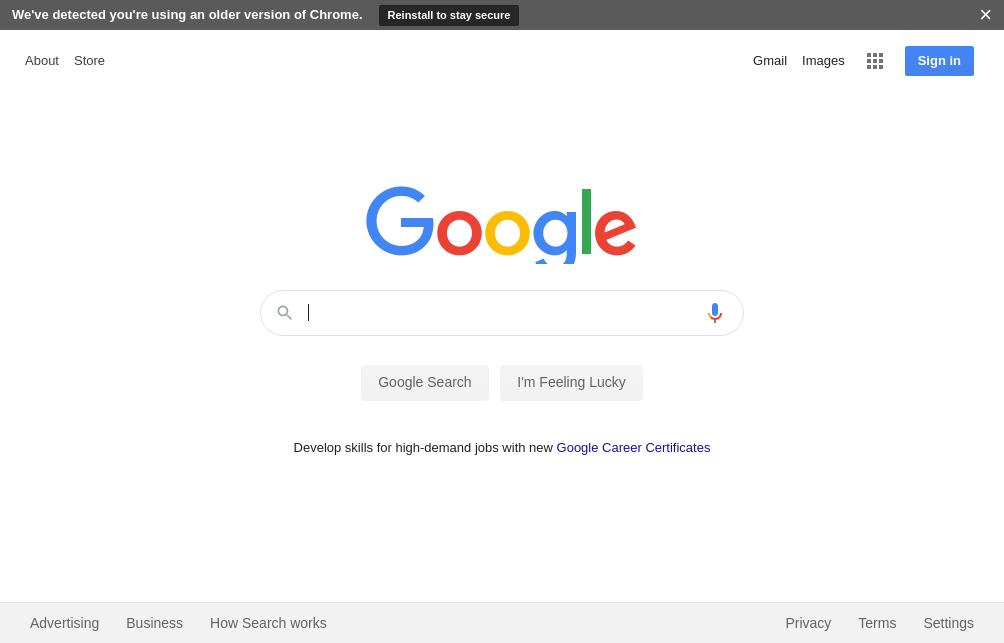 We've detected you're using an older version of Chrome. Reinstall to stay secure
About Store Gmail Images Sign in
Google
Google Search I'm Feeling Lucky
Develop skills for high-demand jobs with new Google Career Certificates
Advertising Business How Search works Privacy Terms Settings